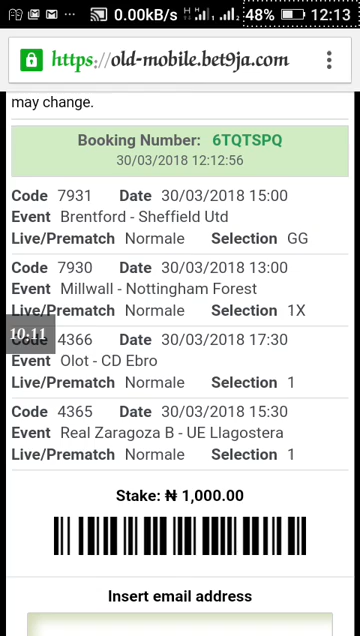 0.00kB/s
48%
12:13
https://old-mobile.bet9ja.com
may change.
Booking Number: 6TQTSPQ
30/03/2018 12:12:56
Code 7931 Date 30/03/2018 15:00
Event Brentford - Sheffield Utd
Live/Prematch Normale Selection GG
Code 7930 Date 30/03/2018 13:00
Event Millwall - Nottingham Forest
Live/Prematch Normale Selection 1X
10.11
Code 4366 Date 30/03/2018 17:30
Event Olot - CD Ebro
Live/Prematch Normale Selection 1
Code 4365 Date 30/03/2018 15:30
Event Real Zaragoza B - UE Llagostera
Live/Prematch Normale Selection 1
Stake: ₦ 1,000.00
Insert email address